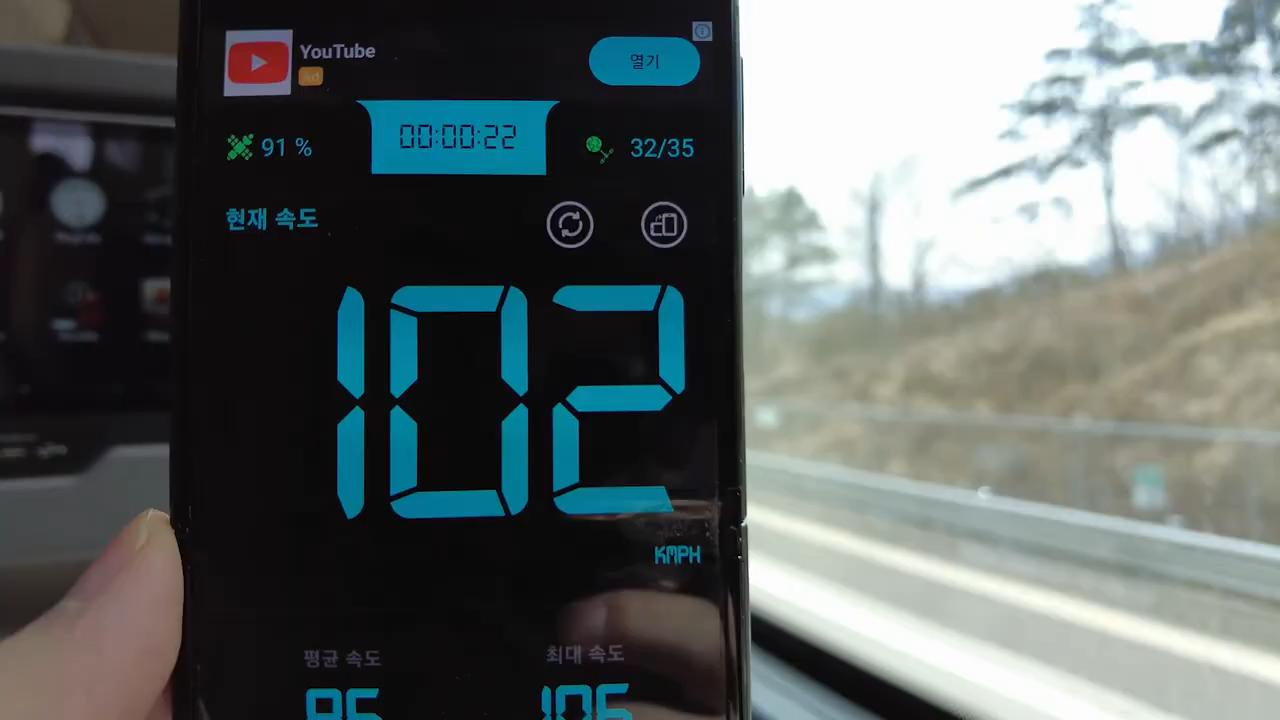 YouTube
Ad
열기
91 %
00:00:22
32/35
현재 속도
102
KMPH
평균 속도
최대 속도